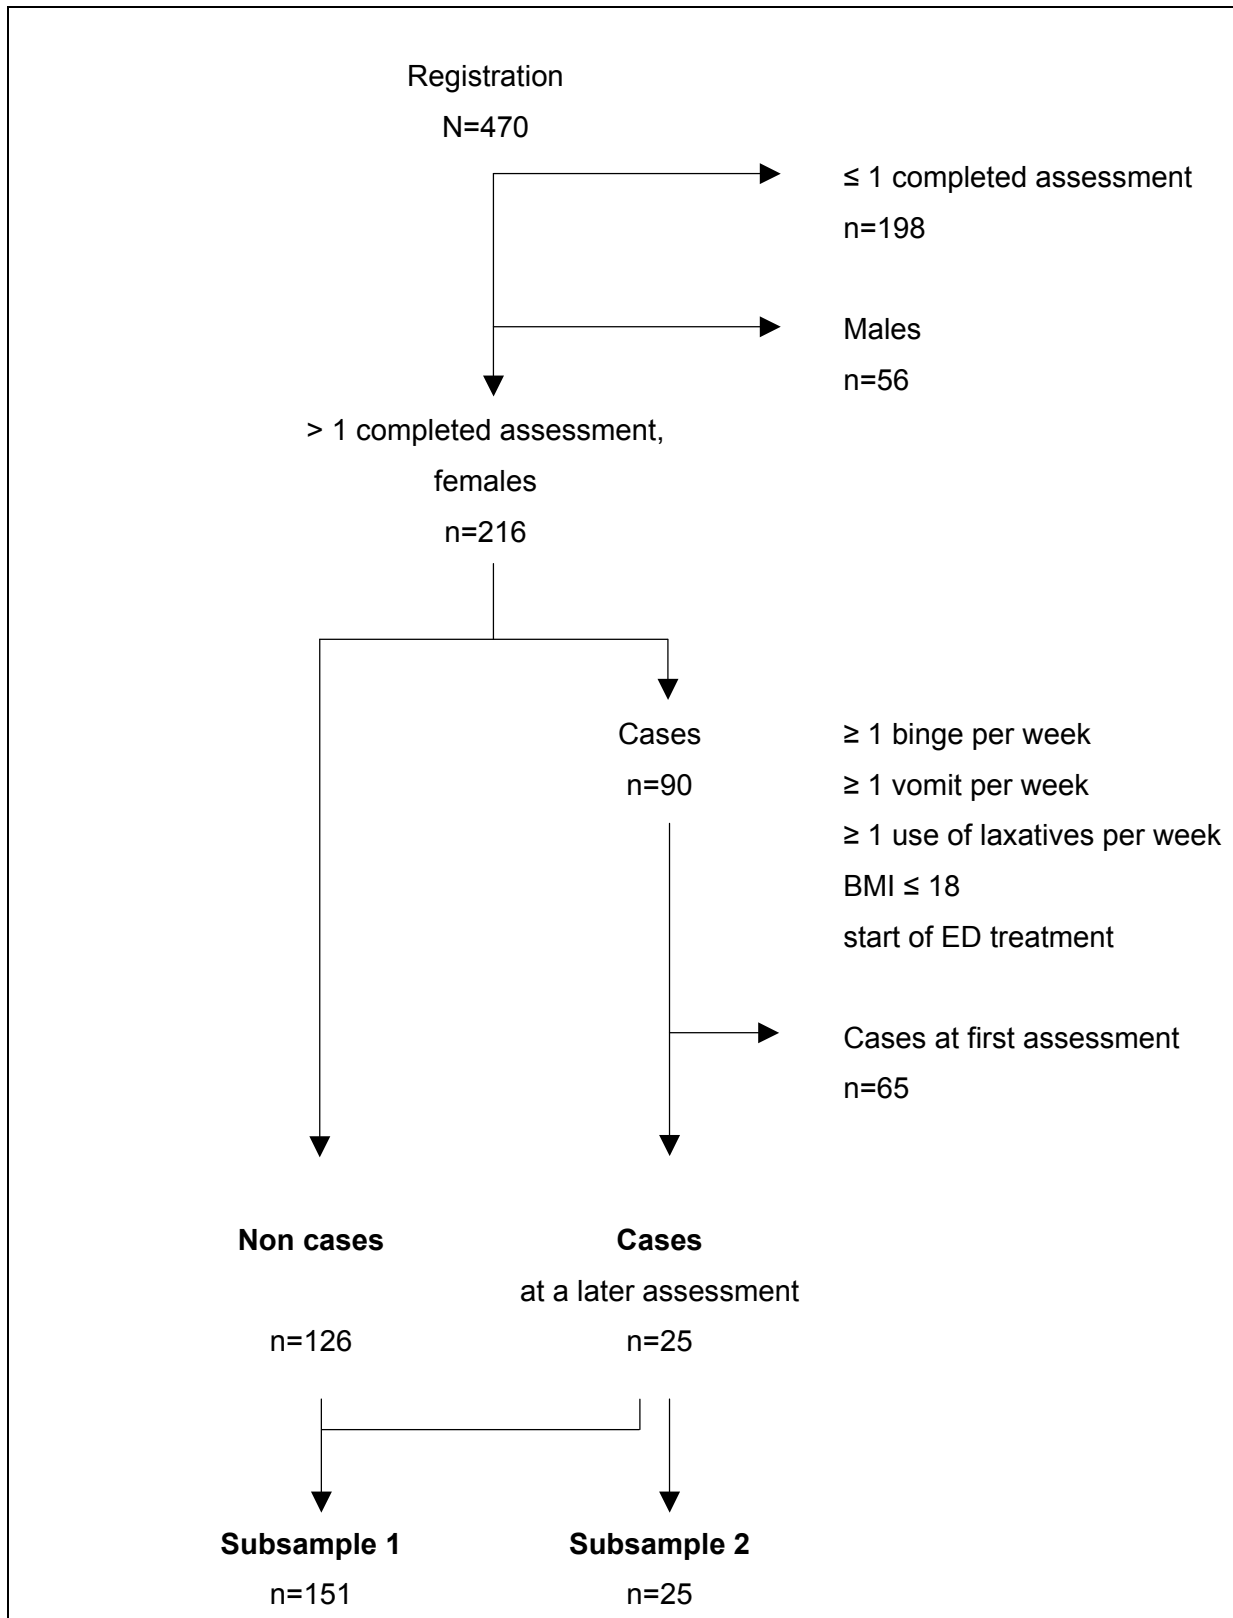 Registration
N=470
≤ 1 completed assessment
n=198
Males
n=56
> 1 completed assessment,
females
n=216
Cases
n=90
≥ 1 binge per week
≥ 1 vomit per week
≥ 1 use of laxatives per week
BMI ≤ 18
start of ED treatment
Cases at first assessment
n=65
Non cases
n=126
Cases
at a later assessment
n=25
Subsample 1
n=151
Subsample 2
n=25